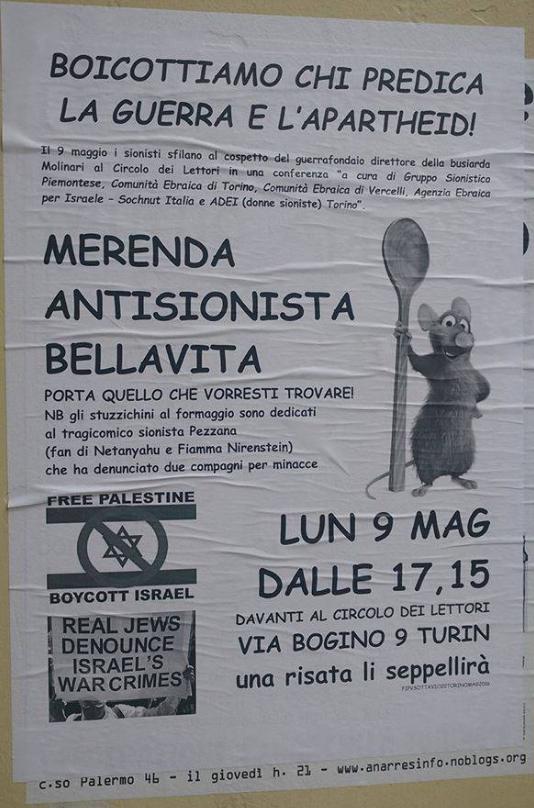 BOICOTTIAMO CHI PREDICA
LA GUERRA E L'APARTHEID!
Il 9 maggio i sionisti sfilano al cospetto del guerrafondaio direttore della busiarda
Molinari al Circolo dei Lettori in una conferenza "a cura di Gruppo Sionistico
Piemontese, Comunità Ebraica di Torino, Comunità Ebraica di Vercelli, Agenzia Ebraica
per Israele - Sochnut Italia e ADEI (donne sioniste) Torino".
MERENDA
ANTISIONISTA
BELLAVITA
PORTA QUELLO CHE VORRESTI TROVARE!
NB gli stuzzichini al formaggio sono dedicati
al tragicomico sionista Pezzana
(fan di Netanyahu e Fiamma Nirenstein)
che ha denunciato due compagni per minacce
FREE PALESTINE
BOYCOTT ISRAEL
REAL JEWS
DENOUNCE
ISRAEL'S
WAR CRIMES
LUN 9 MAG
DALLE 17,15
DAVANTI AL CIRCOLO DEI LETTORI
VIA BOGINO 9 TURIN
una risata li seppellirà
c.so Palermo 46 - il giovedì h. 21 - www.anarresinfo.noblogs.org